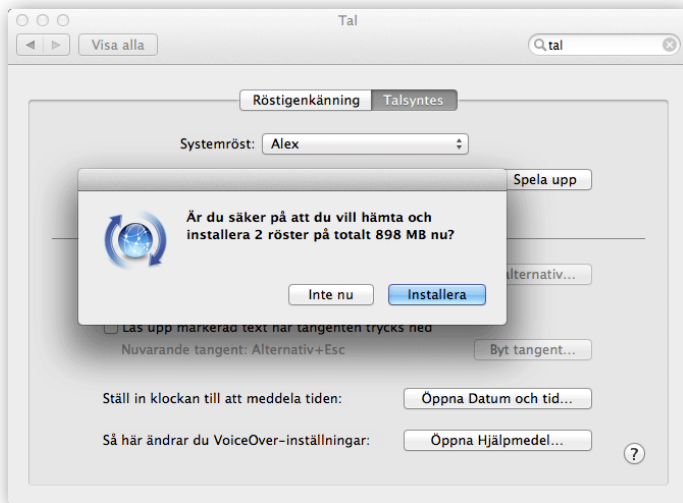 Tal
Visa alla
tal
Röstigenkänning Talsyntes
Systemröst: Alex
Spela upp
Är du säker på att du vill hämta och
installera 2 röster på totalt 898 MB nu?
alternativ...
Inte nu Installera
Läs upp markerad text när tangenten trycks ned
Nuvarande tangent: Alternativ+Esc Byt tangent...
Ställ in klockan till att meddela tiden: Öppna Datum och tid...
Så här ändrar du VoiceOver-inställningar: Öppna Hjälpmedel...
?